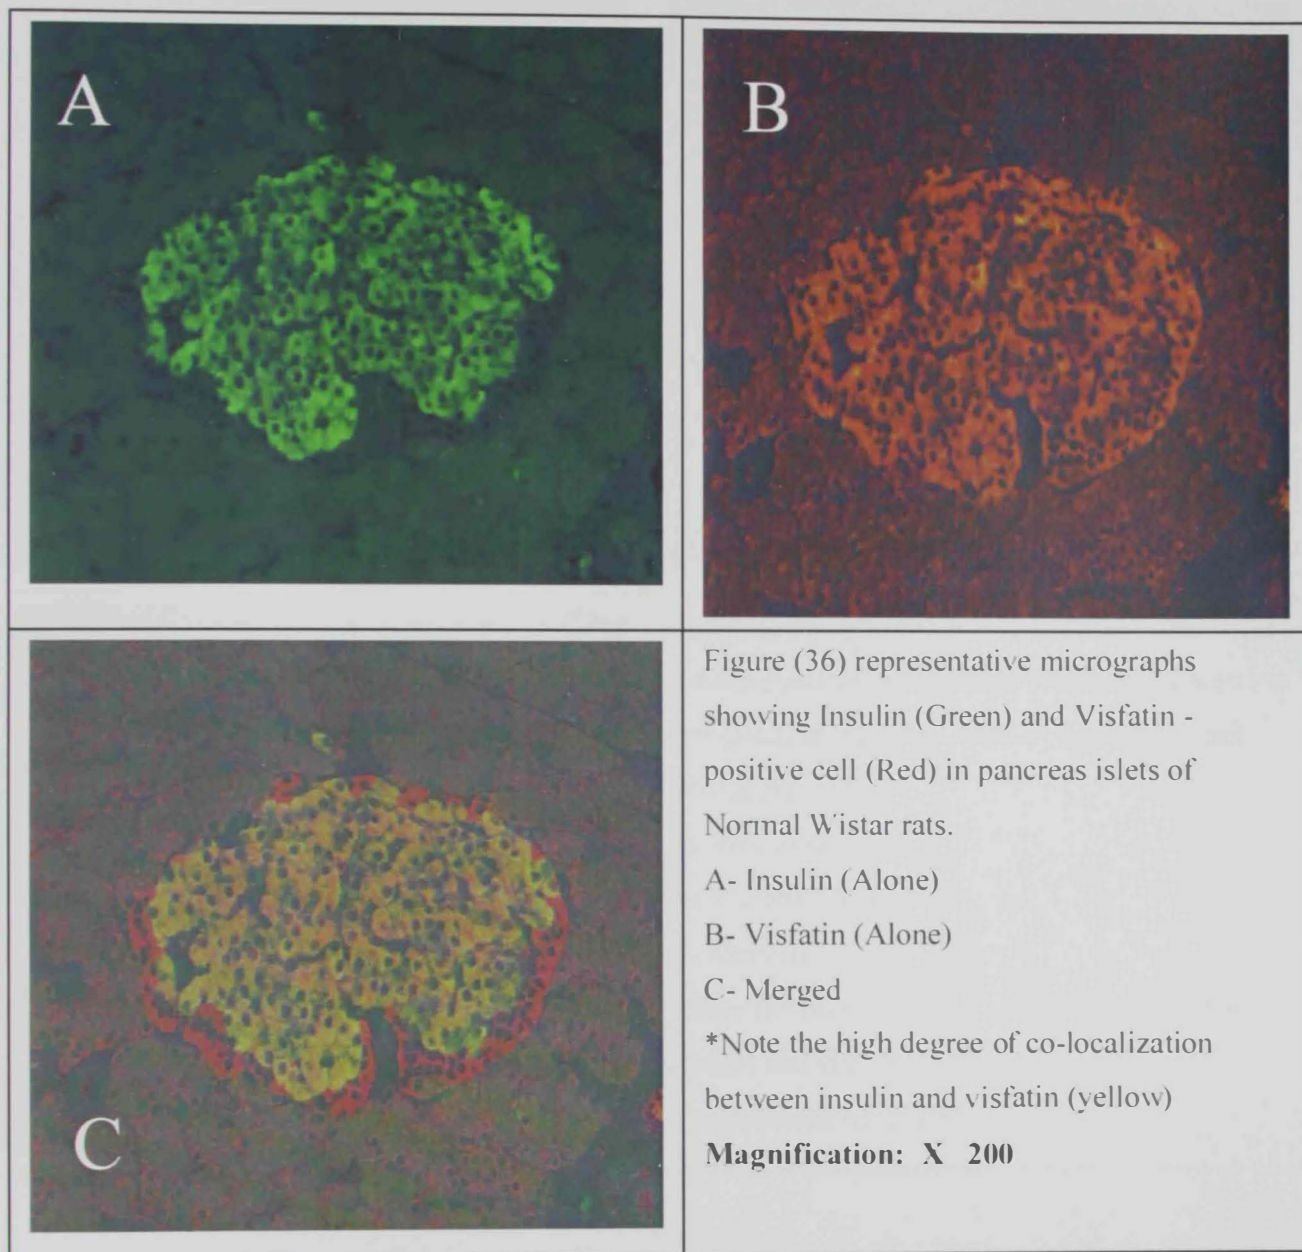 A
B
C
Figure (36) representative micrographs
showing Insulin (Green) and Visfatin -
positive cell (Red) in pancreas islets of
Normal Wistar rats.
A- Insulin (Alone)
B- Visfatin (Alone)
C- Merged
*Note the high degree of co-localization
between insulin and visfatin (yellow)
Magnification: X 200